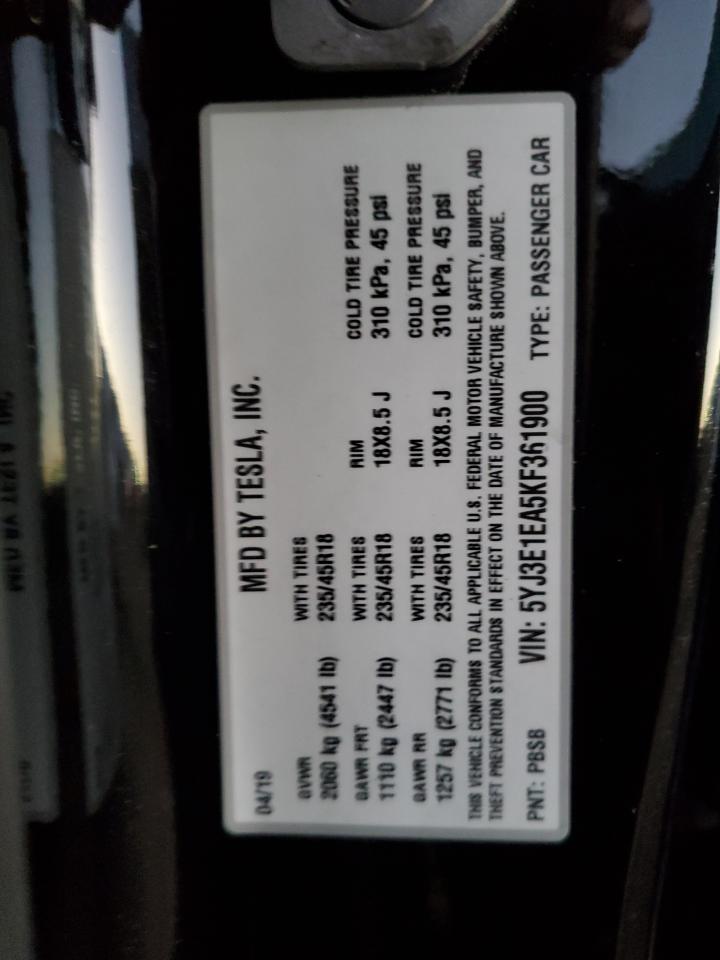 04/19 MFD BY TESLA, INC.
GVWR WITH TIRES
2060 kg (4541 lb) 235/45R18
GAWR FRT WITH TIRES RIM COLD TIRE PRESSURE
1110 kg (2447 lb) 235/45R18 18X8.5 J 310 kPa, 45 psi
GAWR RR WITH TIRES RIM COLD TIRE PRESSURE
1257 kg (2771 lb) 235/45R18 18X8.5 J 310 kPa, 45 psi
THIS VEHICLE CONFORMS TO ALL APPLICABLE U.S. FEDERAL MOTOR VEHICLE SAFETY, BUMPER, AND
THEFT PREVENTION STANDARDS IN EFFECT ON THE DATE OF MANUFACTURE SHOWN ABOVE.
PNT: PBSB VIN: 5YJ3E1EA5KF361900 TYPE: PASSENGER CAR